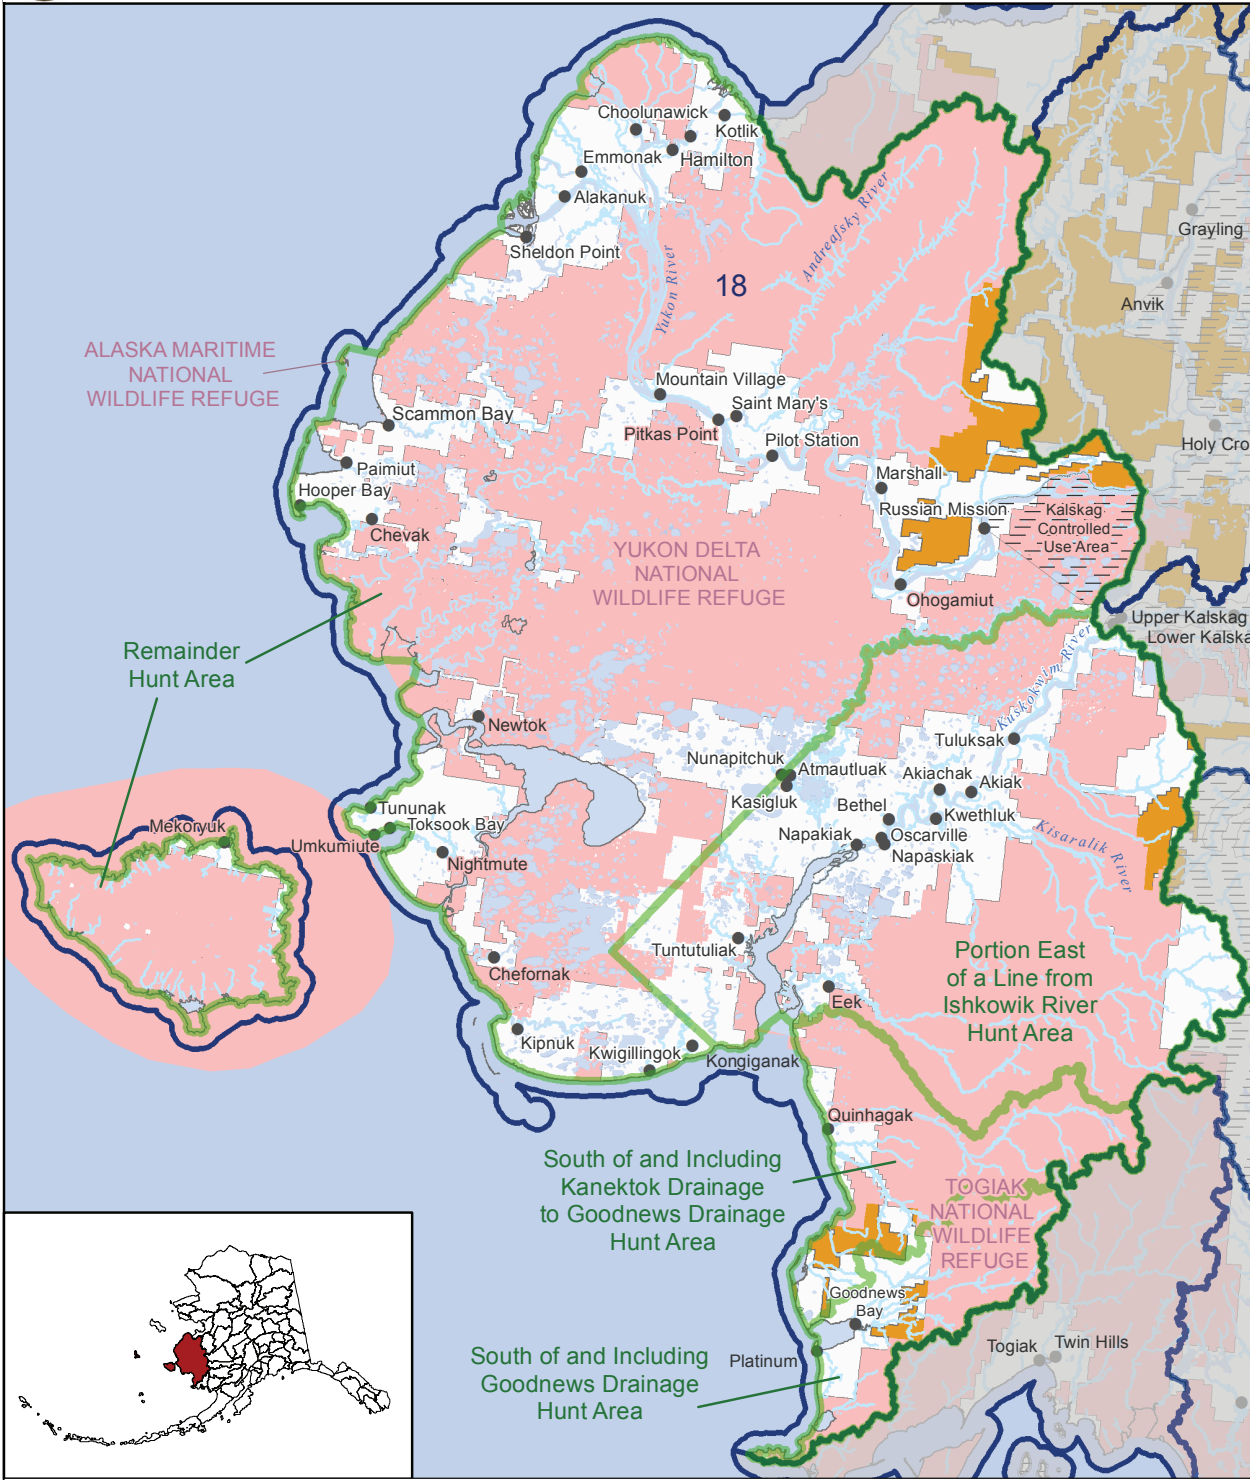 Choolunawick
Kotlik
Emmonak
Hamilton
Alakanuk
Sheldon Point
Yukon River
18
Andreafsky River
Grayling
Anvik
Holy Cro
ALASKA MARITIME
NATIONAL
WILDLIFE REFUGE
Mountain Village
Saint Mary's
Pitkas Point
Pilot Station
Scammon Bay
Paimiut
Hooper Bay
Chevak
Marshall
Russian Mission
Kalskag
Controlled
Use Area
YUKON DELTA
NATIONAL
WILDLIFE REFUGE
Ohogamiut
Upper Kalskag
Lower Kalska
Remainder
Hunt Area
Kuskokwim River
Newtok
Tuluksak
Nunapitchuk
Atmautluak
Kasigluk
Akiachak
Akiak
Bethel
Kwethluk
Napakiak
Oscarville
Napaskiak
Kisaralik River
Tununak
Toksook Bay
Umkumiute
Nightmute
Mekoryuk
Tuntutuliak
Chefornak
Eek
Portion East
of a Line from
Ishkowik River
Hunt Area
Kipnuk
Kwigillingok
Kongiganak
Quinhagak
South of and Including
Kanektok Drainage
to Goodnews Drainage
Hunt Area
TOGIAK
NATIONAL
WILDLIFE
REFUGE
Goodnews
Bay
Platinum
Togiak
Twin Hills
South of and Including
Goodnews Drainage
Hunt Area